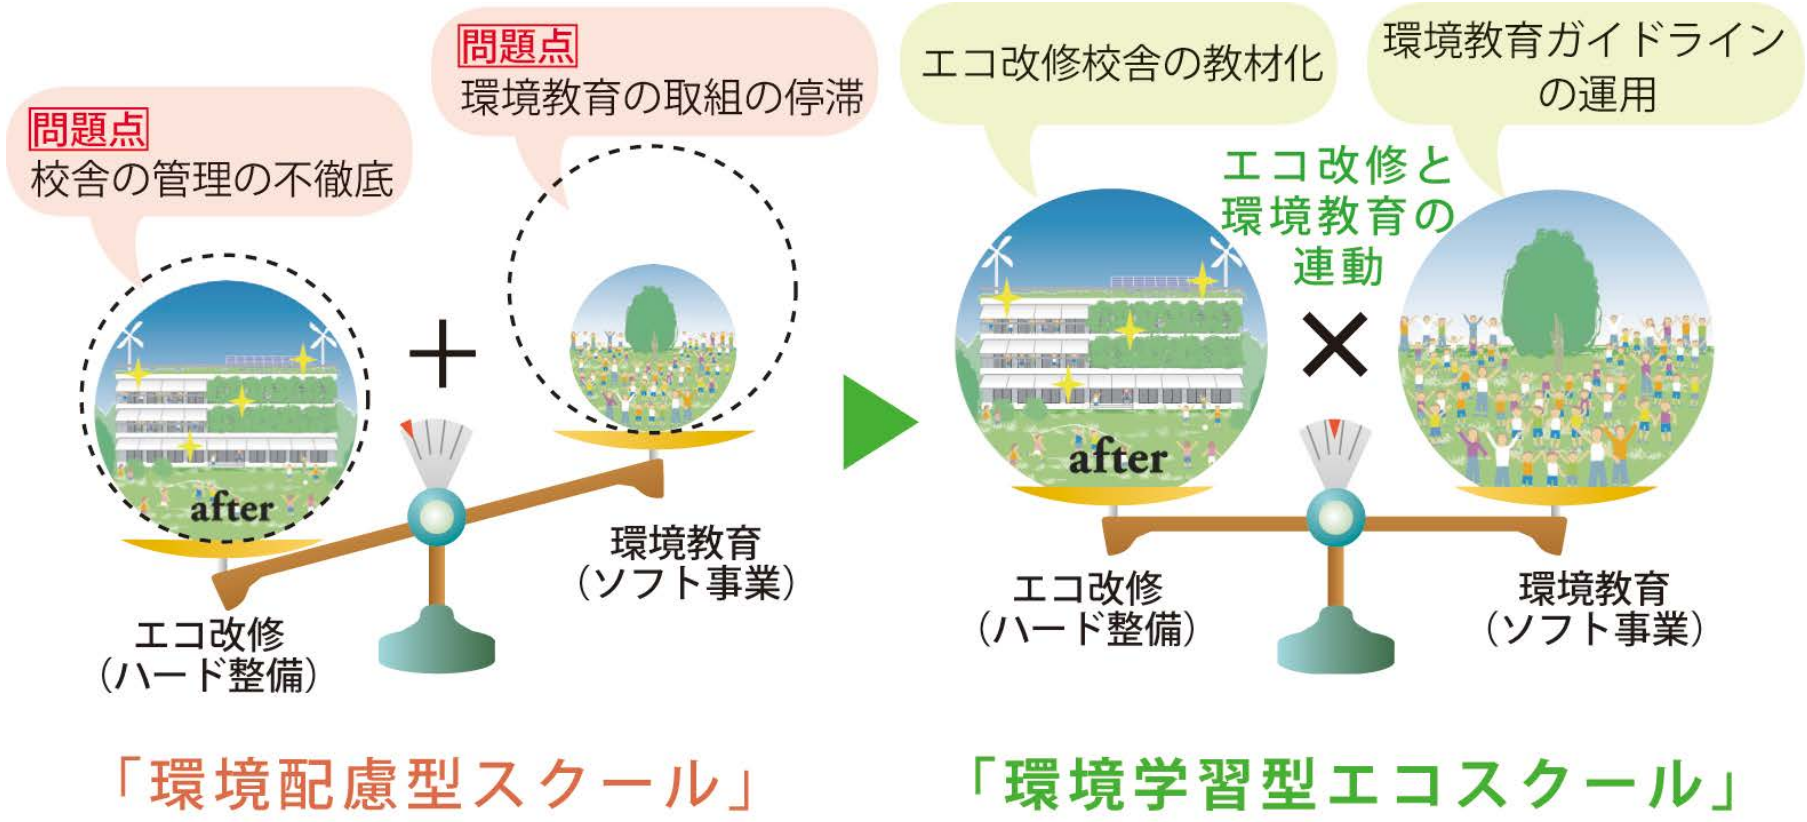 問題点
校舎の管理の不徹底
問題点
環境教育の取組の停滞
+
after
エコ改修
（ハード整備）
環境教育
（ソフト事業）
「環境配慮型スクール」
エコ改修校舎の教材化
環境教育ガイドライン
の運用
エコ改修と
環境教育の
連動
×
after
エコ改修
（ハード整備）
環境教育
（ソフト事業）
「環境学習型エコスクール」